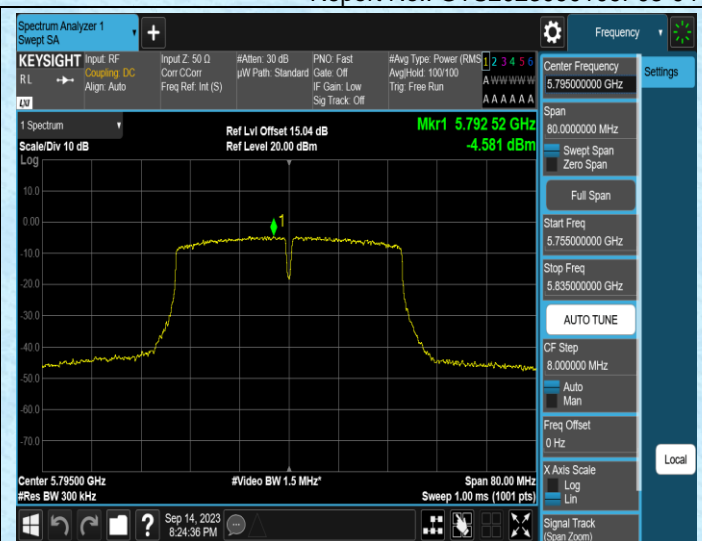 Spectrum Analyzer 1
Swept SA
+
Frequency
KEYSIGHT
RL
LXI
Input: RF
Coupling: DC
Align: Auto
Input Z: 50 Ω
Corr CCorr
Freq Ref: Int (S)
#Atten: 30 dB
µW Path: Standard
PNO: Fast
Gate: Off
IF Gain: Low
Sig Track: Off
#Avg Type: Power (RMS
Avg|Hold: 100/100
Trig: Free Run
1 2 3 4 5 6
A W W W W W
A A A A A A
1 Spectrum
Scale/Div 10 dB
Log
Ref Lvl Offset 15.04 dB
Ref Level 20.00 dBm
Mkr1 5.792 52 GHz
-4.581 dBm
1
10.0
0.00
-10.0
-20.0
-30.0
-40.0
-50.0
-60.0
-70.0
Center 5.79500 GHz
#Res BW 300 kHz
#Video BW 1.5 MHz*
Span 80.00 MHz
Sweep 1.00 ms (1001 pts)
?
Sep 14, 2023
8:24:36 PM
Center Frequency
5.795000000 GHz
Span
80.0000000 MHz
Swept Span
Zero Span
Full Span
Start Freq
5.755000000 GHz
Stop Freq
5.835000000 GHz
AUTO TUNE
CF Step
8.000000 MHz
Auto
Man
Freq Offset
0 Hz
X Axis Scale
Log
Lin
Signal Track
(Span Zoom)
Settings
Local